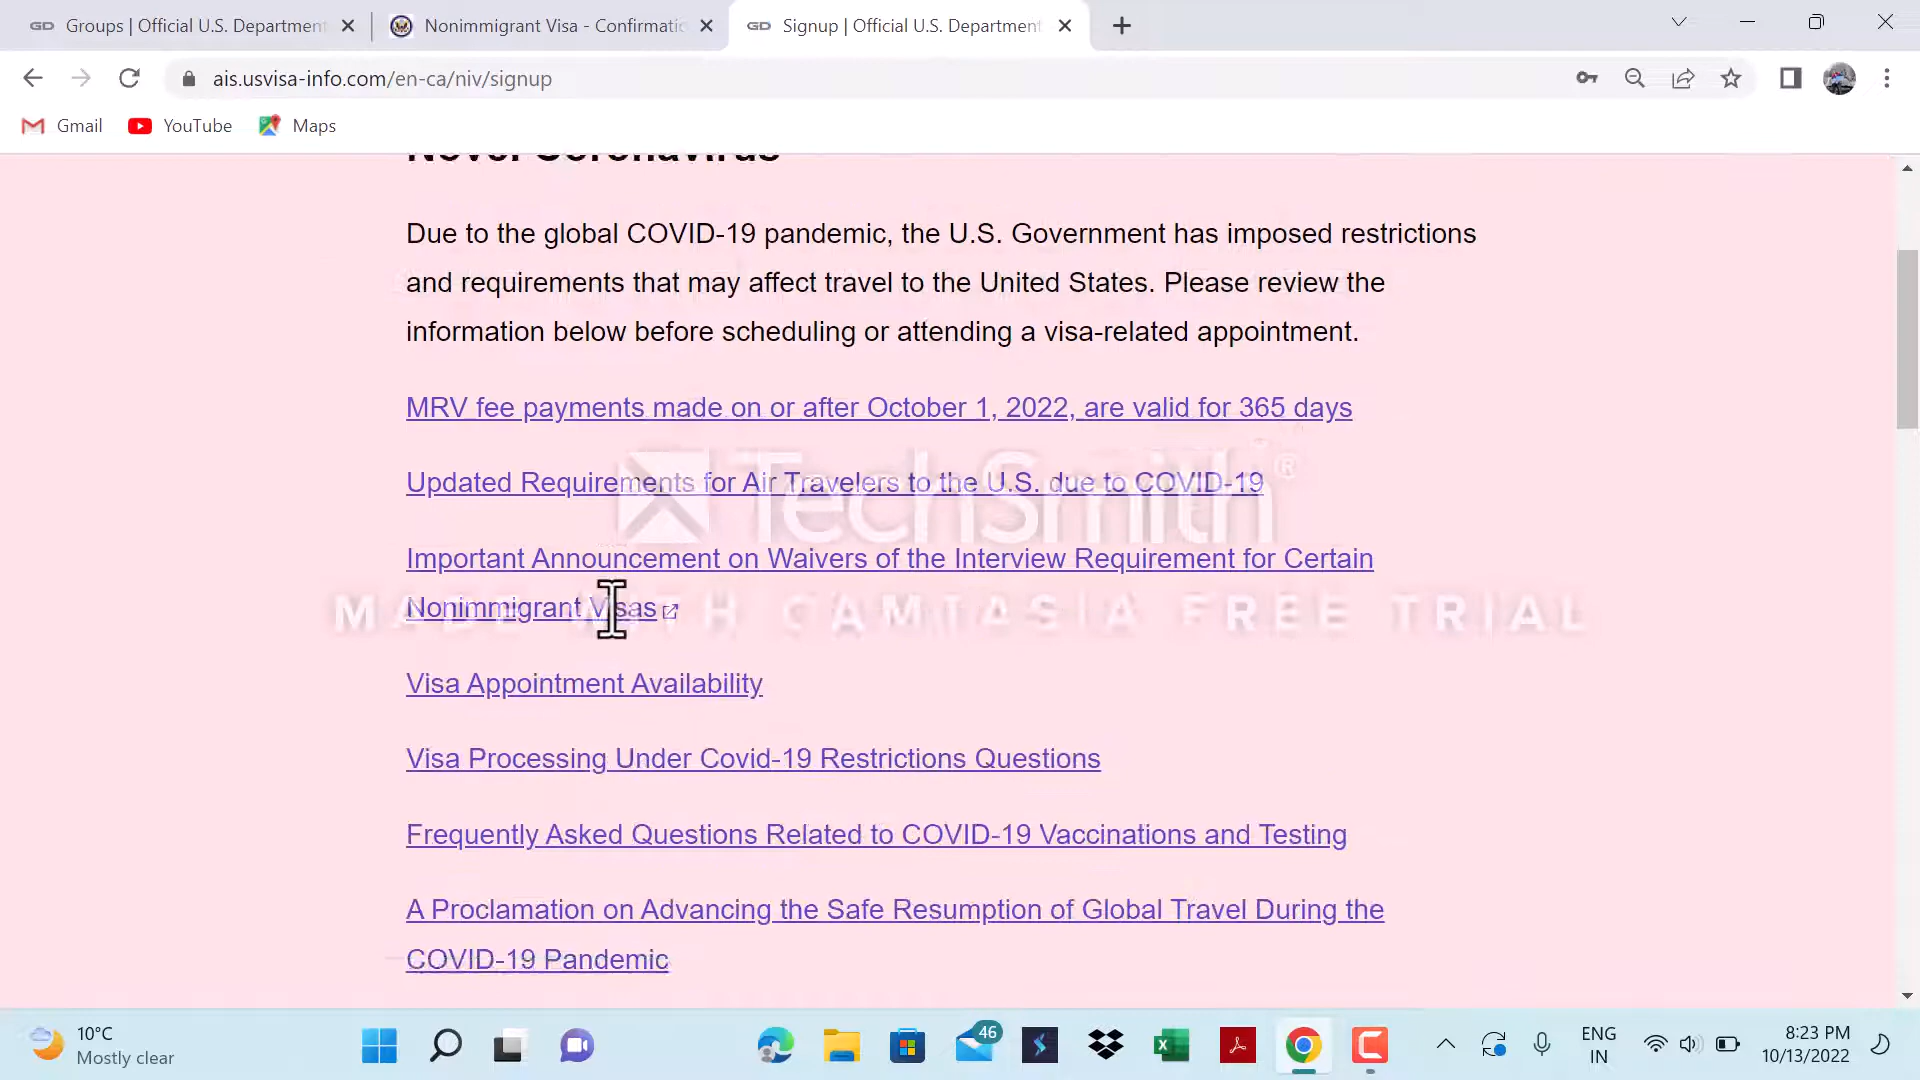 GD Groups | Official U.S. Department
Nonimmigrant Visa - Confirmatio
GD Signup | Official U.S. Department
ais.usvisa-info.com/en-ca/niv/signup
Gmail
YouTube
Maps
Novel Coronavirus
Due to the global COVID-19 pandemic, the U.S. Government has imposed restrictions
and requirements that may affect travel to the United States. Please review the
information below before scheduling or attending a visa-related appointment.
MRV fee payments made on or after October 1, 2022, are valid for 365 days
Updated Requirements for Air Travelers to the U.S. due to COVID-19
TechSmith®
Important Announcement on Waivers of the Interview Requirement for Certain
Nonimmigrant Visas
MADE WITH CAMTASIA FREE TRIAL
Visa Appointment Availability
Visa Processing Under Covid-19 Restrictions Questions
Frequently Asked Questions Related to COVID-19 Vaccinations and Testing
A Proclamation on Advancing the Safe Resumption of Global Travel During the
COVID-19 Pandemic
10°C
Mostly clear
46
ENG
IN
8:23 PM
10/13/2022